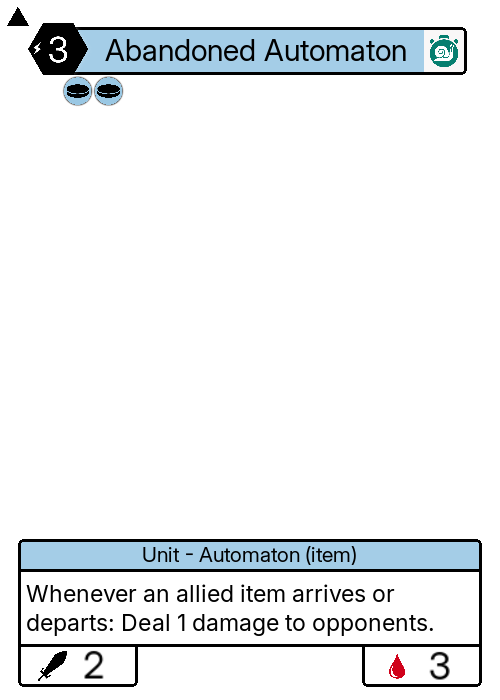 3 Abandoned Automaton
Unit - Automaton (item)
Whenever an allied item arrives or
departs: Deal 1 damage to opponents.
2 3